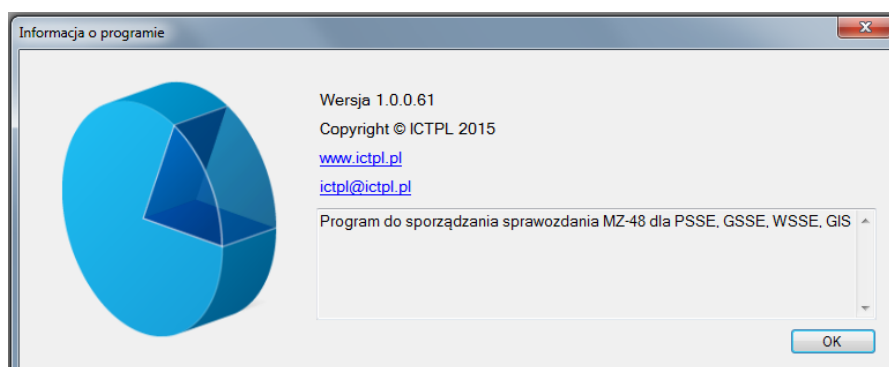 Informacja o programie
Wersja 1.0.0.61
Copyright © ICTPL 2015
www.ictpl.pl
ictpl@ictpl.pl
Program do sporządzania sprawozdania MZ-48 dla PSSE, GSSE, WSSE, GIS
OK